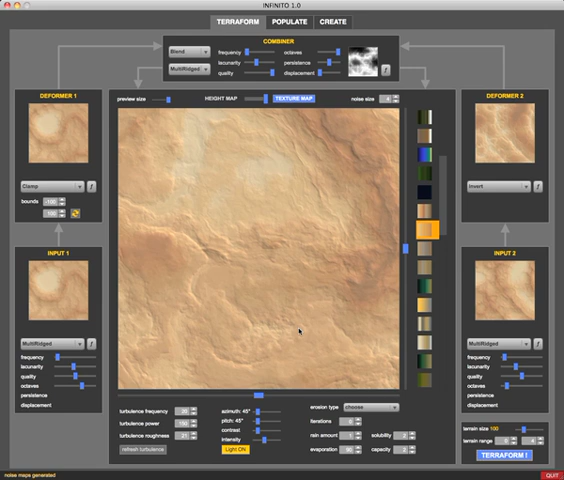 INFINITO 1.0
TERRAFORM POPULATE CREATE
COMBINER
Blend
MultiRidged
frequency
lacunarity
quality
octaves
persistence
displacement
f
DEFORMER 1
Clamp
f
bounds -100
100
INPUT 1
MultiRidged
frequency
lacunarity
quality
octaves
persistence
displacement
preview size HEIGHT MAP TEXTURE MAP noise size 4
turbulence frequency
turbulence power
turbulence roughness
refresh turbulence
azimuth: 45°
pitch: 45°
contrast
intensity
Light ON
erosion type choose
iterations
rain amount
evaporation
solubility
capacity
DEFORMER 2
Invert
f
INPUT 2
MultiRidged
frequency
lacunarity
quality
octaves
persistence
displacement
terrain size 100
terrain range
TERRAFORM !
noise maps generated
QUIT